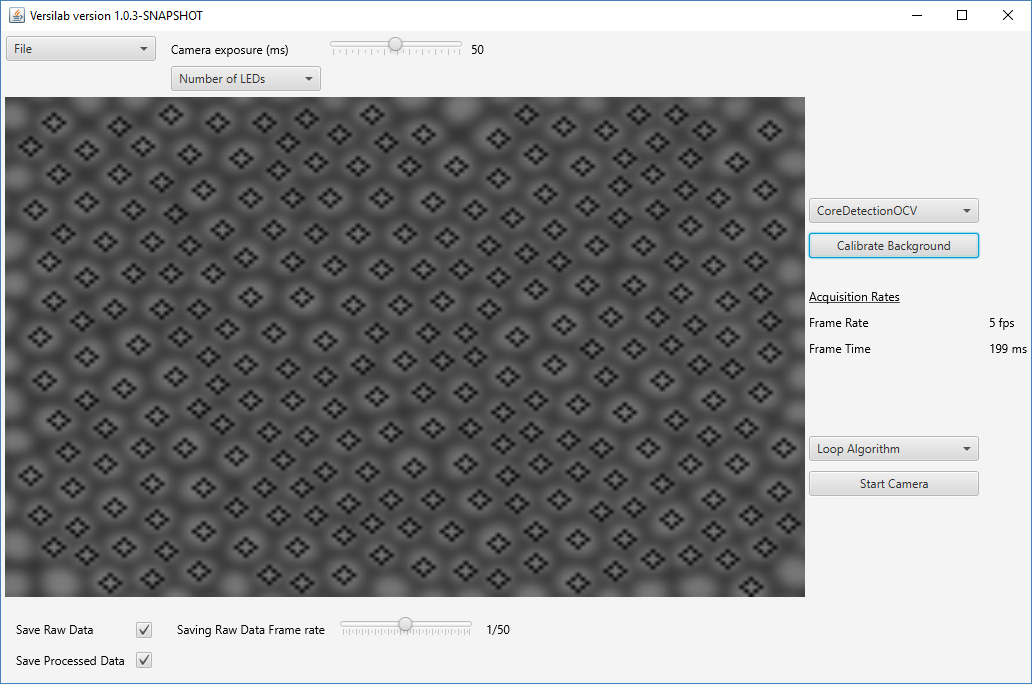 Versilab version 1.0.3-SNAPSHOT
File
Camera exposure (ms)
50
Number of LEDs
CoreDetectionOCV
Calibrate Background
Acquisition Rates
Frame Rate
5 fps
Frame Time
199 ms
Loop Algorithm
Start Camera
Save Raw Data
Saving Raw Data Frame rate
1/50
Save Processed Data